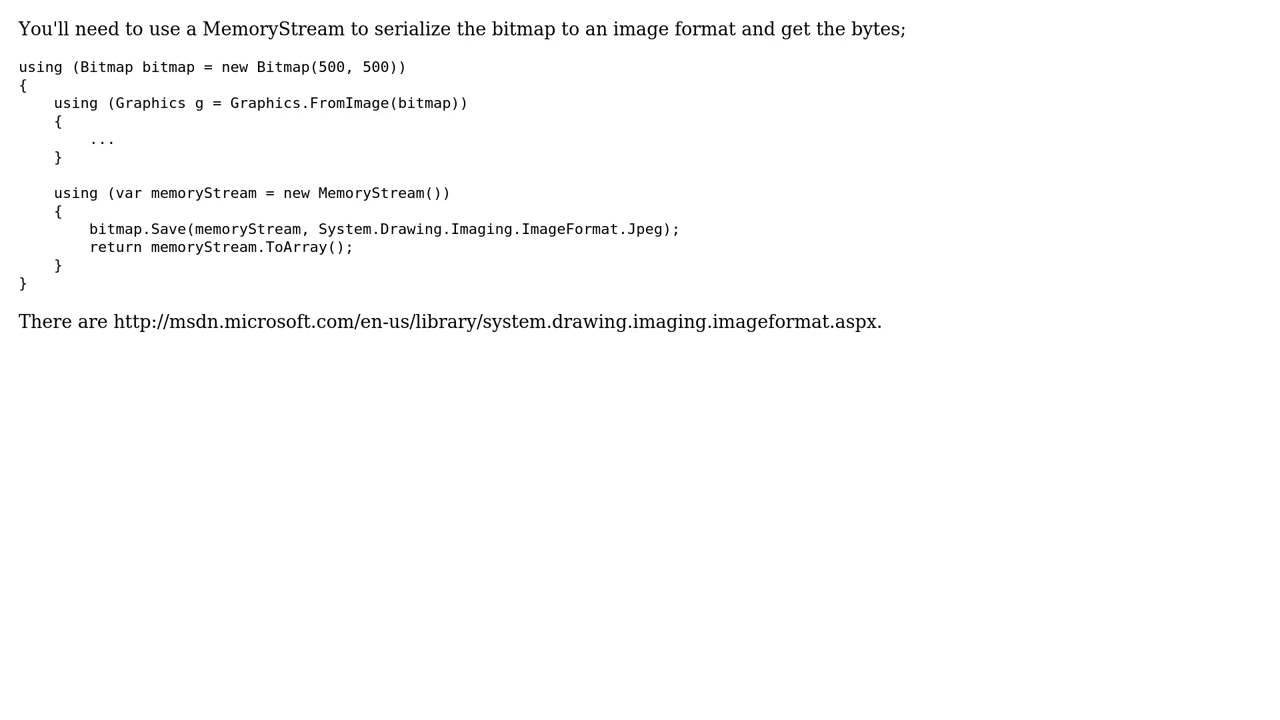 You'll need to use a MemoryStream to serialize the bitmap to an image format and get the bytes;
using (Bitmap bitmap = new Bitmap(500, 500))
{
    using (Graphics g = Graphics.FromImage(bitmap))
    {
        ...
    }

    using (var memoryStream = new MemoryStream())
    {
        bitmap.Save(memoryStream, System.Drawing.Imaging.ImageFormat.Jpeg);
        return memoryStream.ToArray();
    }
}
There are http://msdn.microsoft.com/en-us/library/system.drawing.imaging.imageformat.aspx.